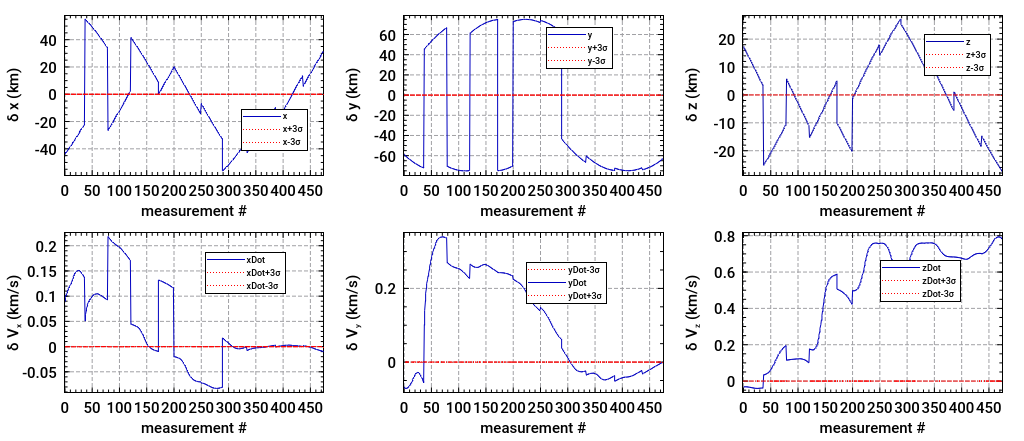 δ x (km)
40
20
0
-20
-40
x
x+3σ
x-3σ
0 50 100 150 200 250 300 350 400 450
measurement #
δ y (km)
60
40
20
0
-20
-40
-60
y
y+3σ
y-3σ
0 50 100 150 200 250 300 350 400 450
measurement #
δ z (km)
20
10
0
-10
-20
z
z+3σ
z-3σ
0 50 100 150 200 250 300 350 400 450
measurement #
δ Vx (km/s)
0.2
0.15
0.1
0.05
0
-0.05
xDot
xDot+3σ
xDot-3σ
0 50 100 150 200 250 300 350 400 450
measurement #
δ Vy (km/s)
0.2
0
yDot-3σ
yDot
yDot+3σ
0 50 100 150 200 250 300 350 400 450
measurement #
δ Vz (km/s)
0.8
0.6
0.4
0.2
0
zDot
zDot+3σ
zDot-3σ
0 50 100 150 200 250 300 350 400 450
measurement #